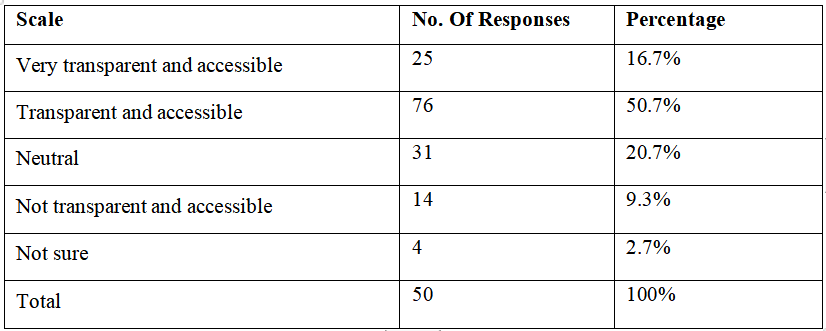 Scale No. Of Responses Percentage
Very transparent and accessible 25 16.7%
Transparent and accessible 76 50.7%
Neutral 31 20.7%
Not transparent and accessible 14 9.3%
Not sure 4 2.7%
Total 50 100%